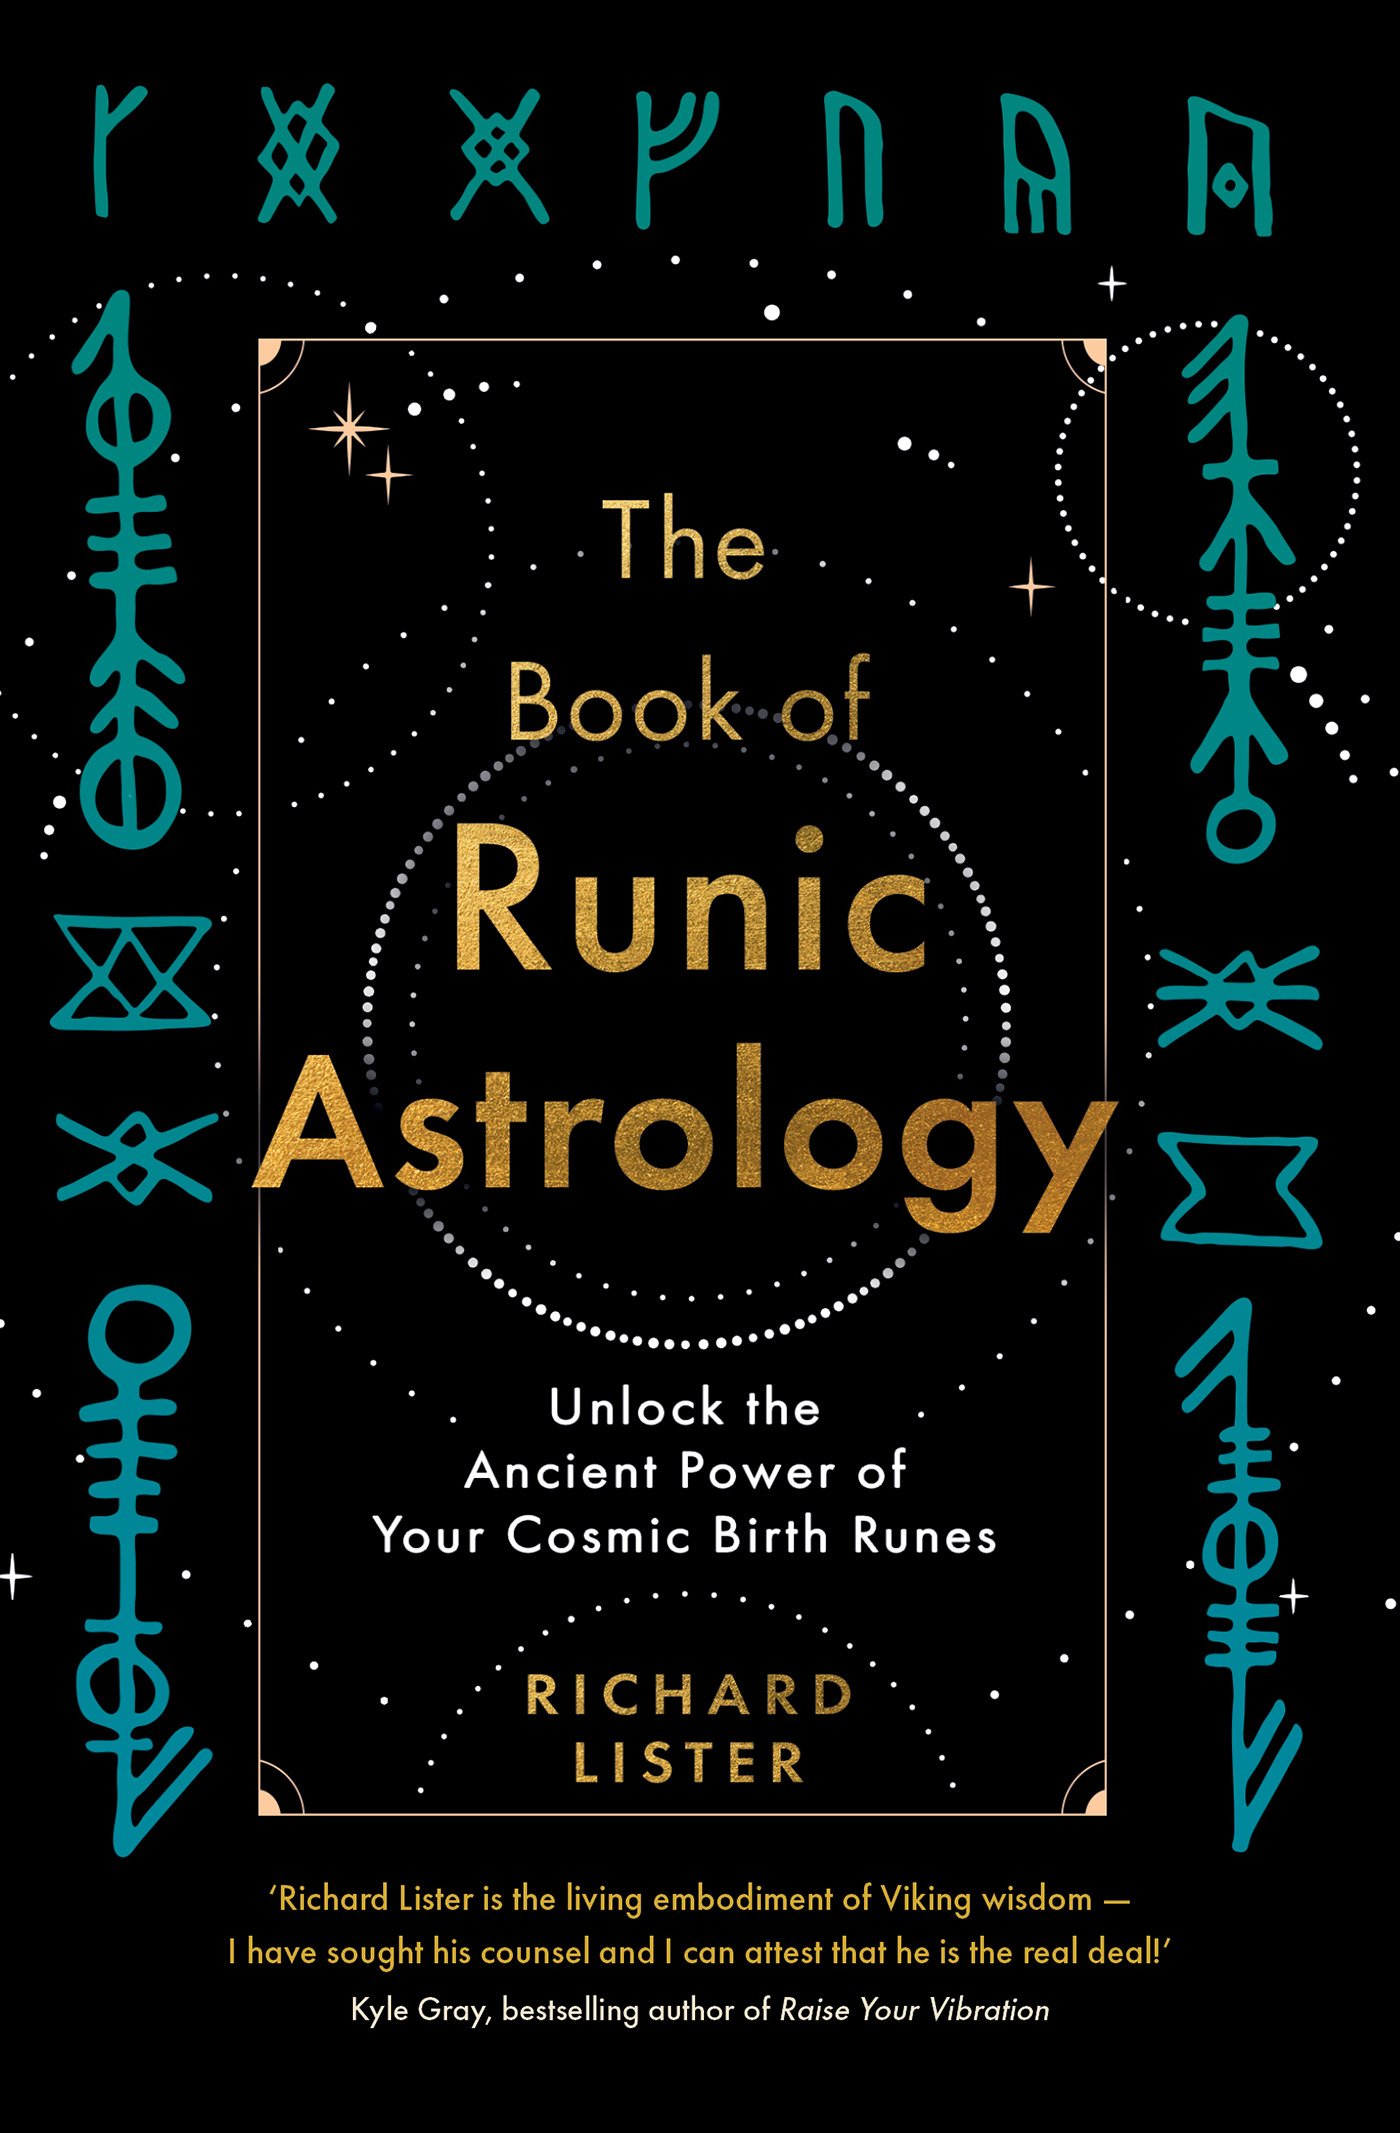 The
Book of
Runic
Astrology
Unlock the
Ancient Power of
Your Cosmic Birth Runes
RICHARD
LISTER
‘Richard Lister is the living embodiment of Viking wisdom —
I have sought his counsel and I can attest that he is the real deal!’
Kyle Gray, bestselling author of Raise Your Vibration